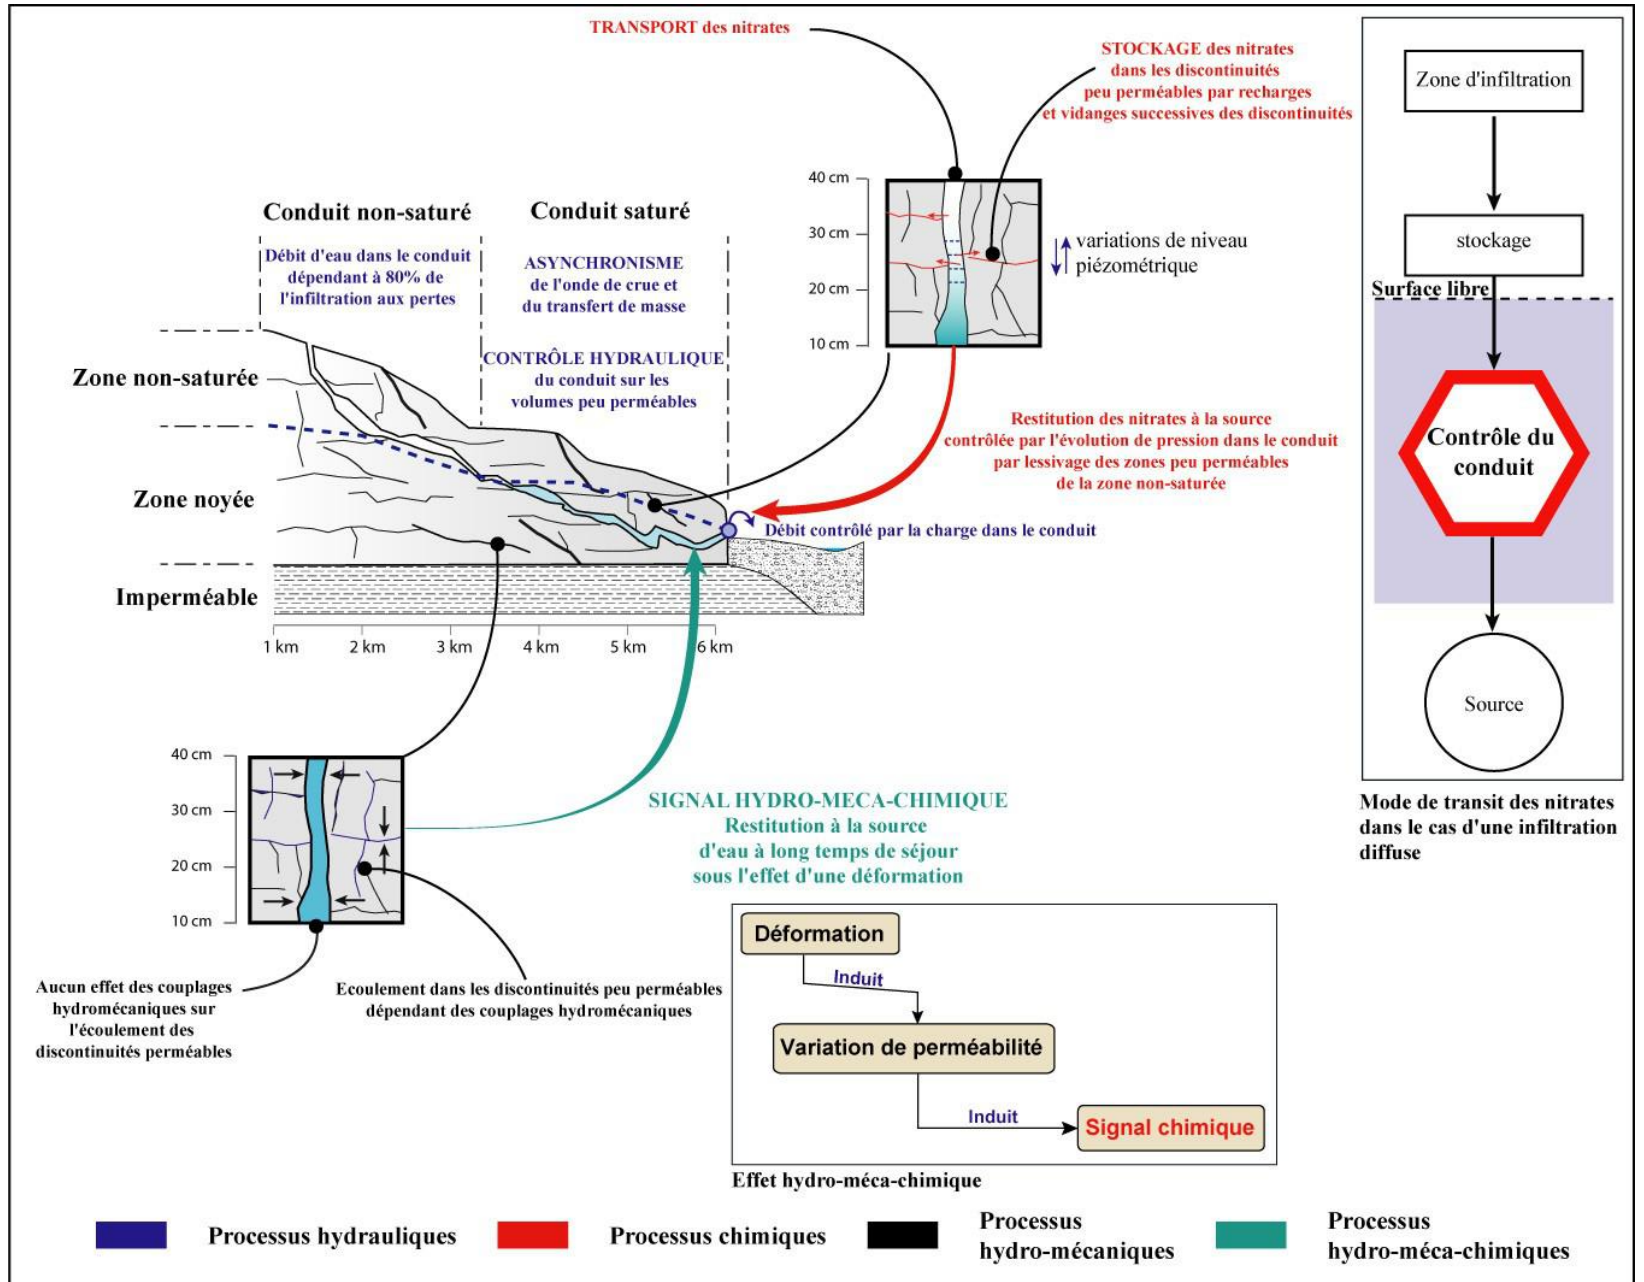 TRANSPORT des nitrates
STOCKAGE des nitrates
dans les discontinuités
peu perméables par recharges
et vidanges successives des discontinuités
40 cm
30 cm
20 cm
10 cm
variations de niveau
piézométrique
Conduit non-saturé
Conduit saturé
Débit d'eau dans le conduit
dépendant à 80% de
l'infiltration aux pertes
ASYNCHRONISME
de l'onde de crue et
du transfert de masse
CONTRÔLE HYDRAULIQUE
du conduit sur les
volumes peu perméables
Zone non-saturée
Zone noyée
Imperméable
Restitution des nitrates à la source
contrôlée par l'évolution de pression dans le conduit
par lessivage des zones peu perméables
de la zone non-saturée
Débit contrôlé par la charge dans le conduit
1 km
2 km
3 km
4 km
5 km
6 km
40 cm
30 cm
20 cm
10 cm
SIGNAL HYDRO-MECA-CHIMIQUE
Restitution à la source
d'eau à long temps de séjour
sous l'effet d'une déformation
Aucun effet des couplages
hydromécaniques sur
l'écoulement des
discontinuités perméables
Ecoulement dans les discontinuités peu perméables
dépendant des couplages hydromécaniques
Déformation
Induit
Variation de perméabilité
Induit
Signal chimique
Effet hydro-méca-chimique
Zone d'infiltration
stockage
Surface libre
Contrôle du
conduit
Source
Mode de transit des nitrates
dans le cas d'une infiltration
diffuse
Processus hydrauliques
Processus chimiques
Processus
hydro-mécaniques
Processus
hydro-méca-chimiques